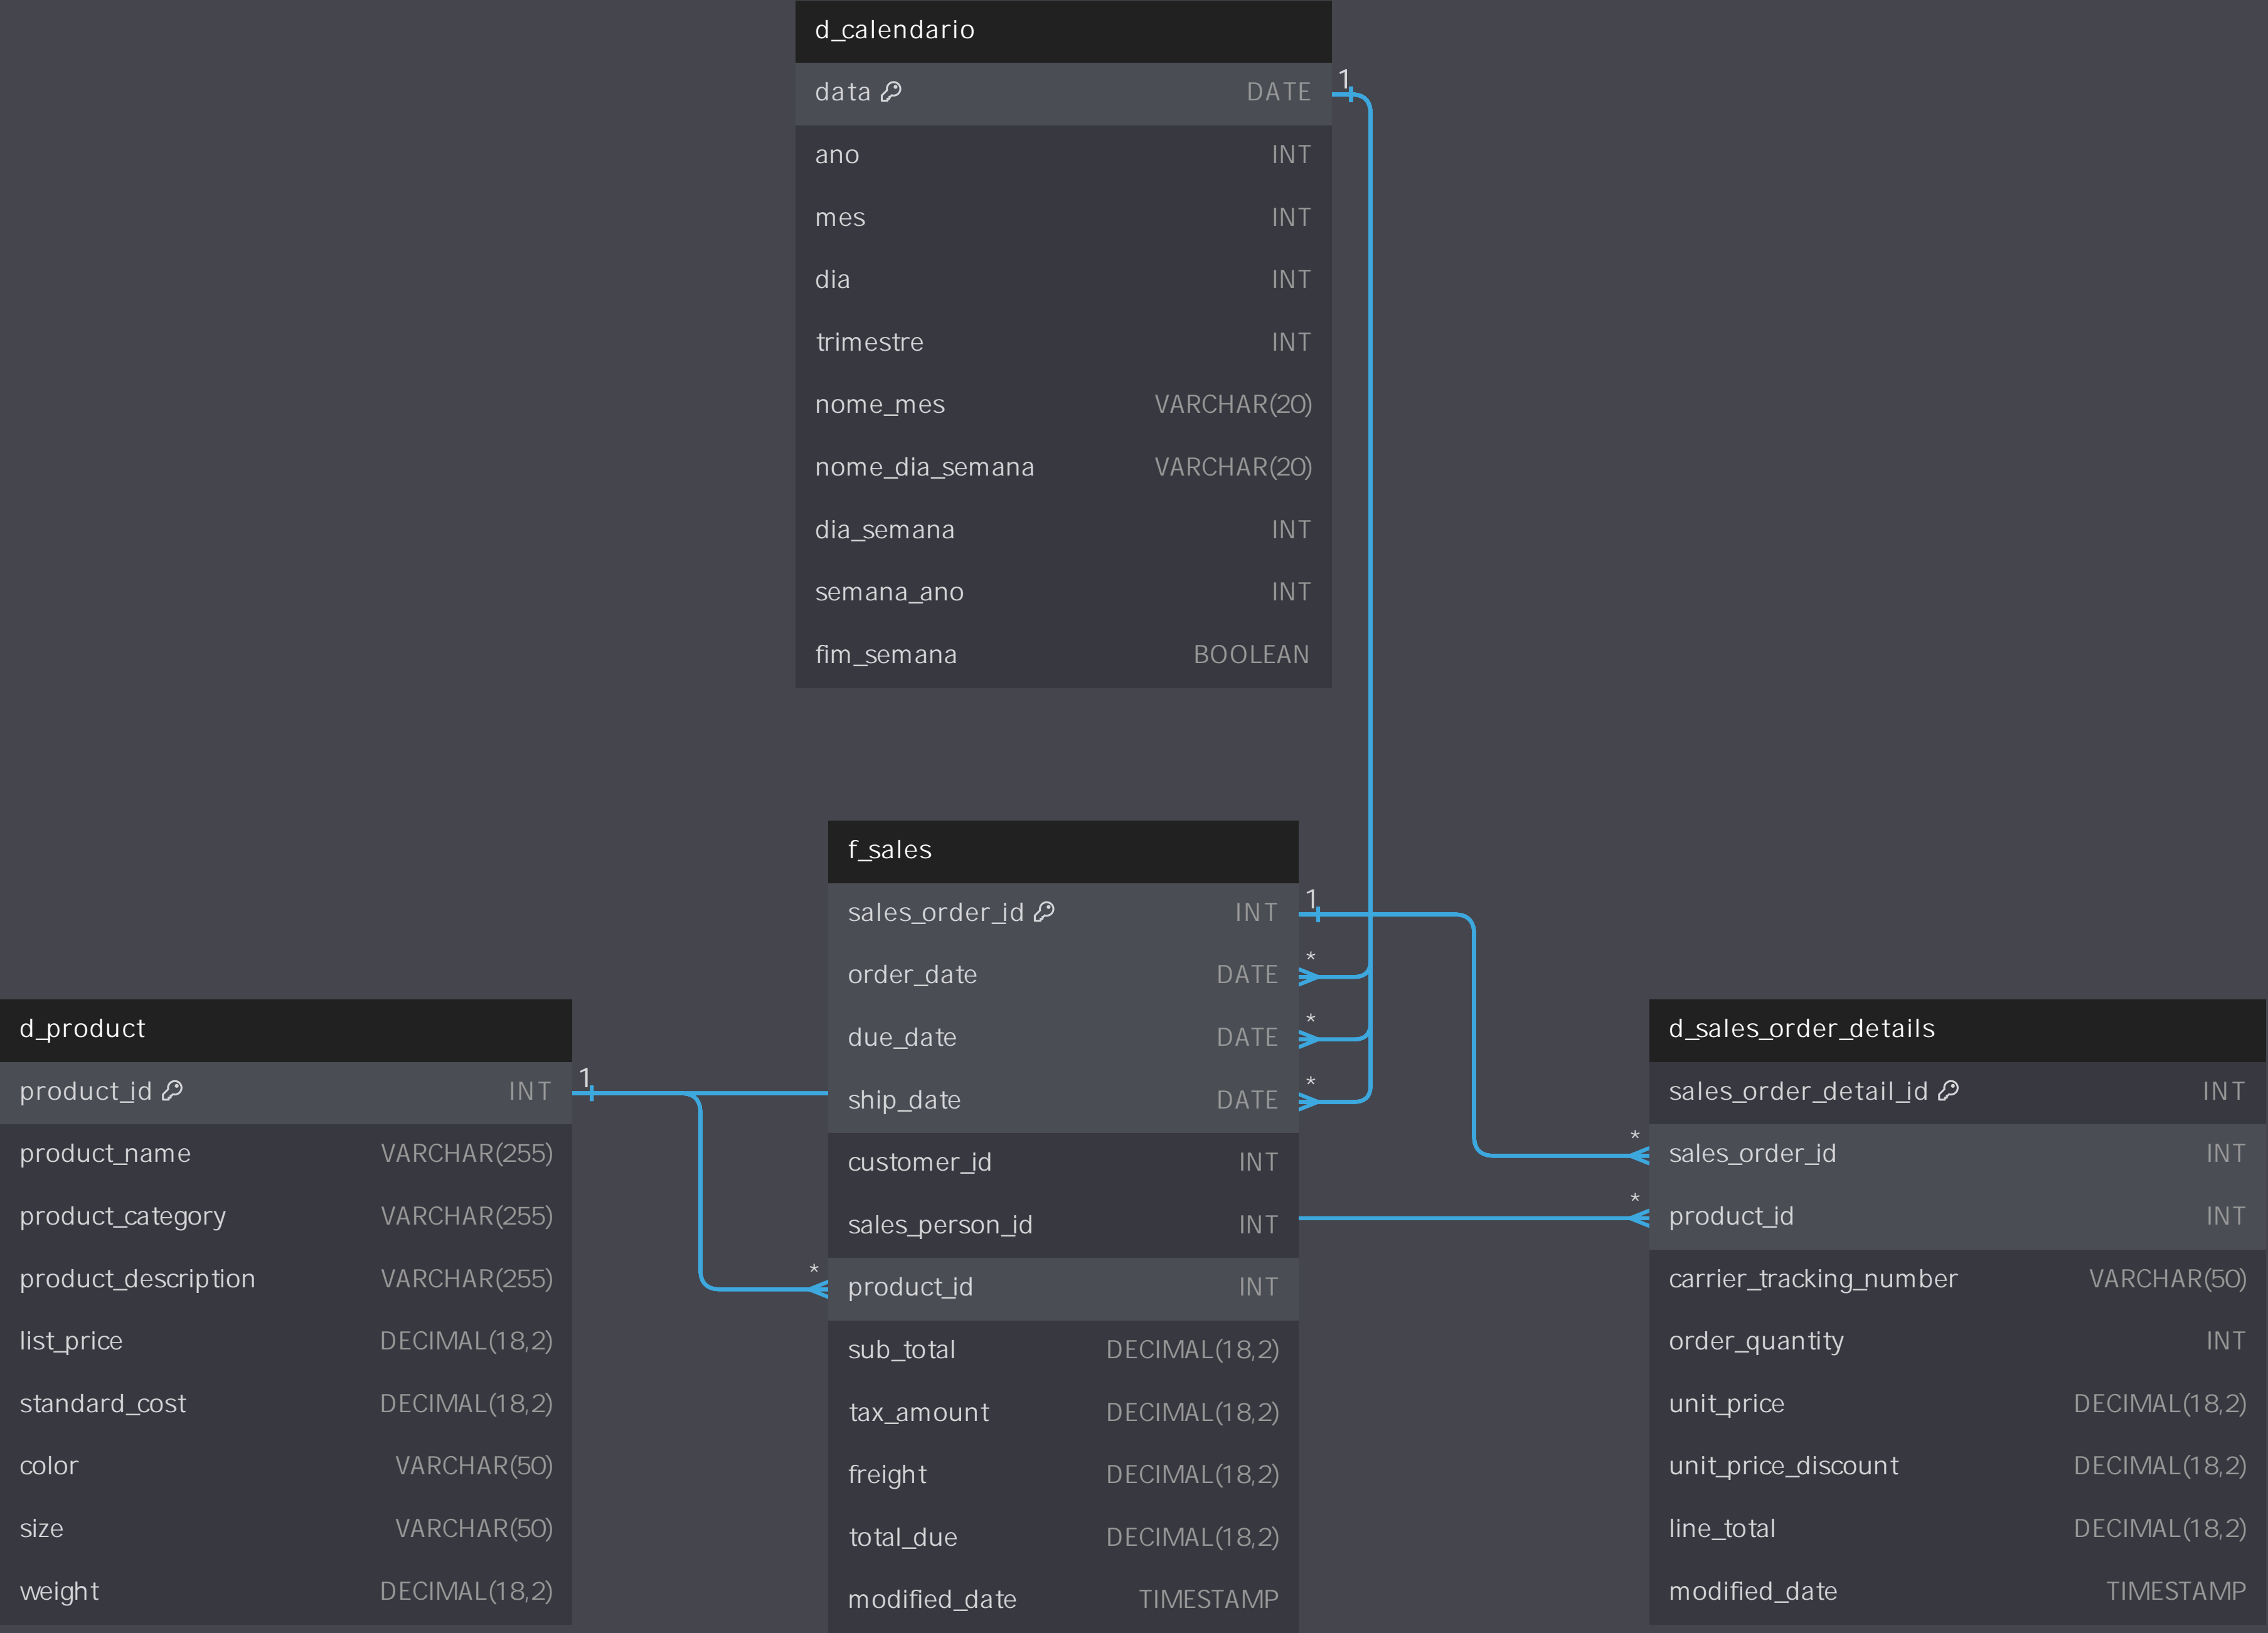 d_calendario
data DATE
ano INT
mes INT
dia INT
trimestre INT
nome_mes VARCHAR(20)
nome_dia_semana VARCHAR(20)
dia_semana INT
semana_ano INT
fim_semana BOOLEAN
1
f_sales
sales_order_id INT
order_date DATE
due_date DATE
ship_date DATE
customer_id INT
sales_person_id INT
product_id INT
sub_total DECIMAL(18,2)
tax_amount DECIMAL(18,2)
freight DECIMAL(18,2)
total_due DECIMAL(18,2)
modified_date TIMESTAMP
1
*
*
*
*
d_product
product_id INT
product_name VARCHAR(255)
product_category VARCHAR(255)
product_description VARCHAR(255)
list_price DECIMAL(18,2)
standard_cost DECIMAL(18,2)
color VARCHAR(50)
size VARCHAR(50)
weight DECIMAL(18,2)
1
d_sales_order_details
sales_order_detail_id INT
sales_order_id INT
product_id INT
carrier_tracking_number VARCHAR(50)
order_quantity INT
unit_price DECIMAL(18,2)
unit_price_discount DECIMAL(18,2)
line_total DECIMAL(18,2)
modified_date TIMESTAMP
*
*